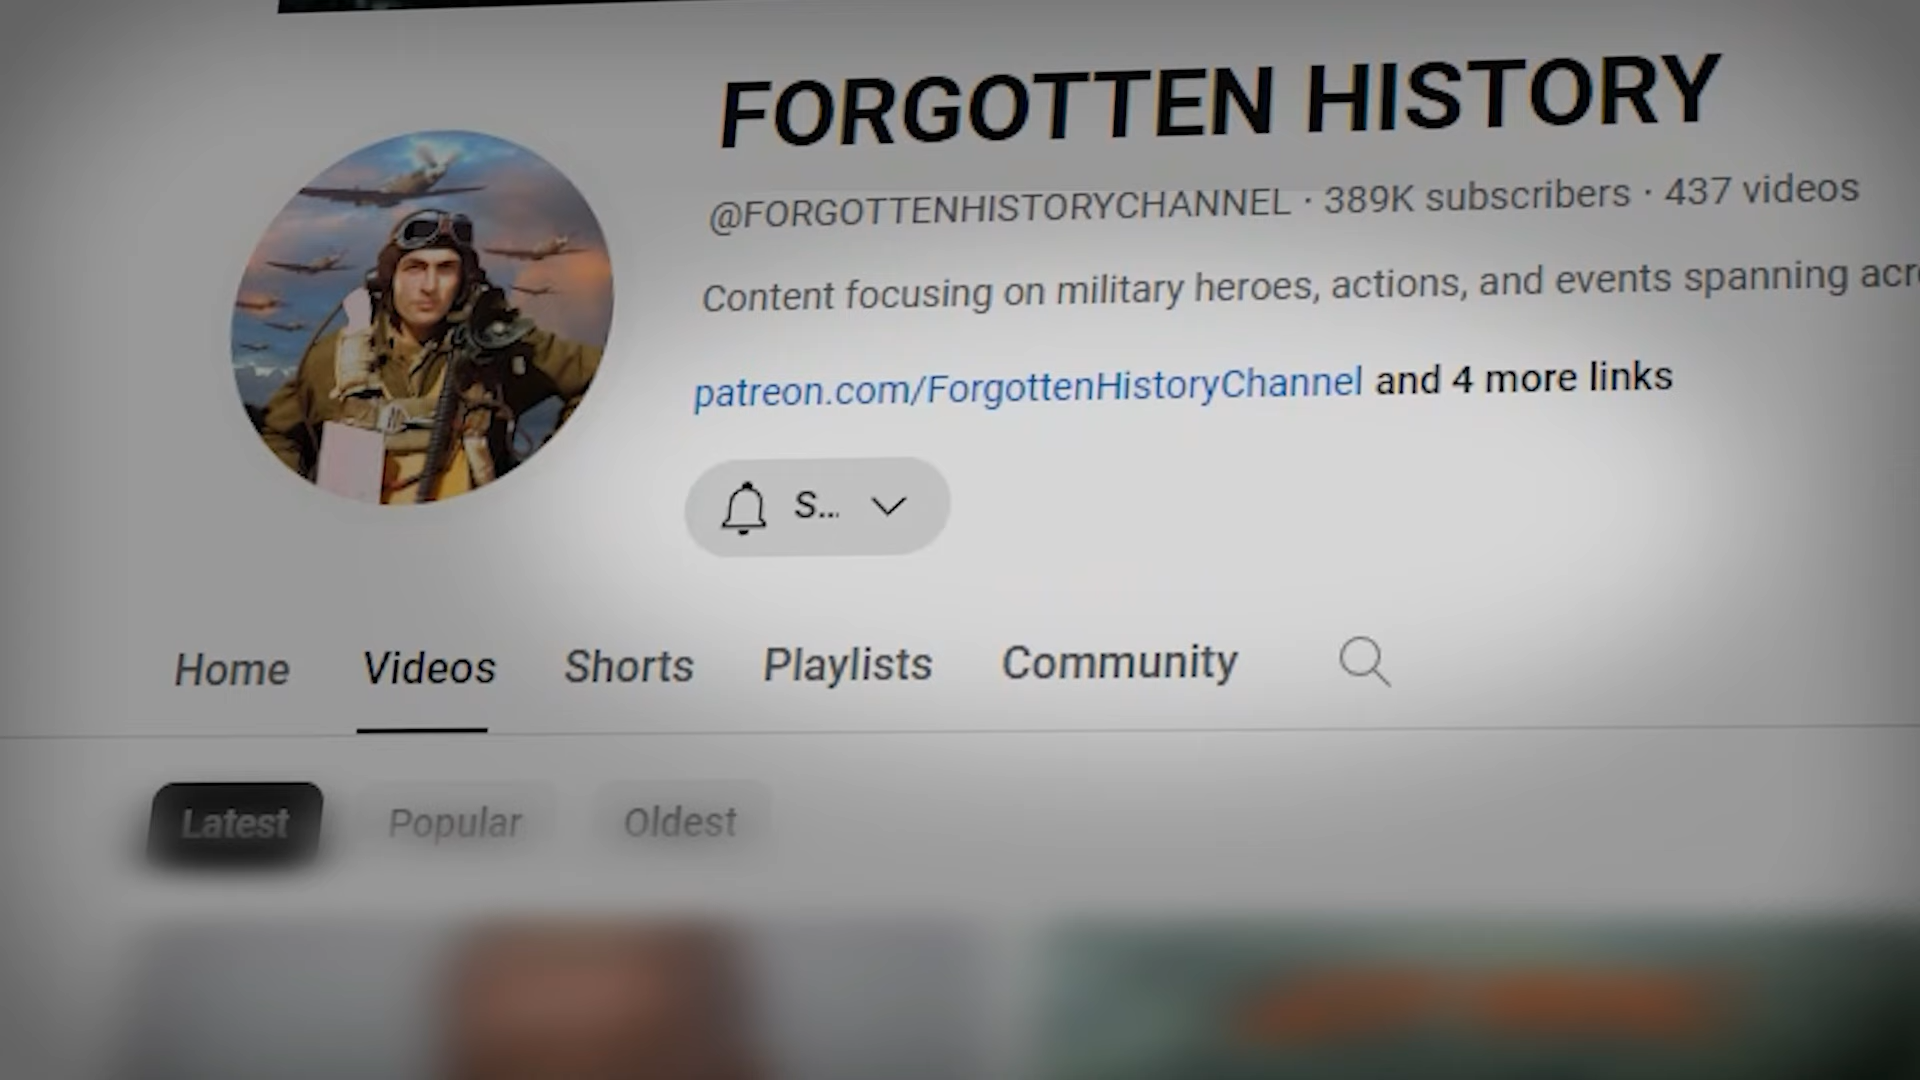 FORGOTTEN HISTORY
@FORGOTTENHISTORYCHANNEL · 389K subscribers · 437 videos
Content focusing on military heroes, actions, and events spanning acr
patreon.com/ForgottenHistoryChannel and 4 more links
S...
Home Videos Shorts Playlists Community
Latest Popular Oldest